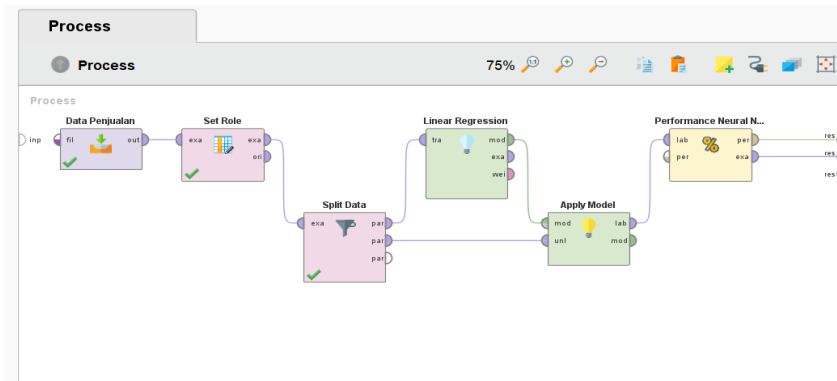 Process
Process
75%
Process
Data Penjualan
Set Role
Linear Regression
Performance Neural N...
inp
fil
out
exa
exa
ori
tra
mod
exa
wei
lab
per
per
exa
res
res
res
Split Data
Apply Model
exa
par
par
par
mod
unl
lab
mod